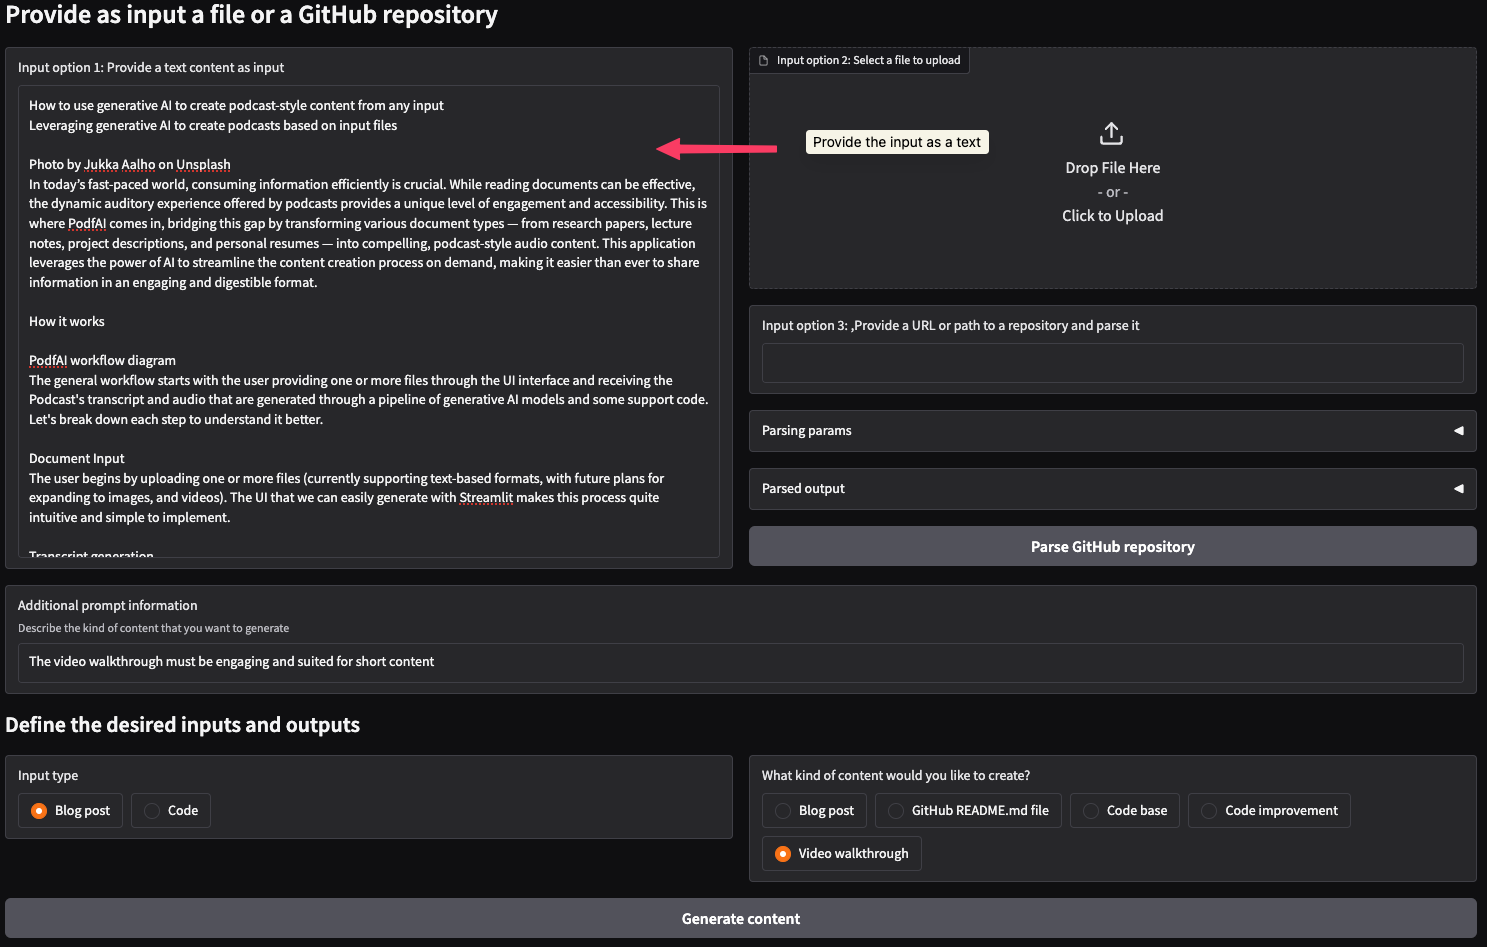 Provide as input a file or a GitHub repository
Input option 1: Provide a text content as input
How to use generative AI to create podcast-style content from any input
Leveraging generative AI to create podcasts based on input files
Photo by Jukka Aalho on Unsplash
In today’s fast-paced world, consuming information efficiently is crucial. While reading documents can be effective,
the dynamic auditory experience offered by podcasts provides a unique level of engagement and accessibility. This is
where PodfAI comes in, bridging this gap by transforming various document types — from research papers, lecture
notes, project descriptions, and personal resumes — into compelling, podcast-style audio content. This application
leverages the power of AI to streamline the content creation process on demand, making it easier than ever to share
information in an engaging and digestible format.
How it works
PodfAI workflow diagram
The general workflow starts with the user providing one or more files through the UI interface and receiving the
Podcast's transcript and audio that are generated through a pipeline of generative AI models and some support code.
Let's break down each step to understand it better.
Document Input
The user begins by uploading one or more files (currently supporting text-based formats, with future plans for
expanding to images, and videos). The UI that we can easily generate with Streamlit makes this process quite
intuitive and simple to implement.
Transcript generation
Input option 2: Select a file to upload
Provide the input as a text
Drop File Here
- or -
Click to Upload
Input option 3: ,Provide a URL or path to a repository and parse it
Parsing params
Parsed output
Parse GitHub repository
Additional prompt information
Describe the kind of content that you want to generate
The video walkthrough must be engaging and suited for short content
Define the desired inputs and outputs
Input type
Blog post
Code
What kind of content would you like to create?
Blog post
GitHub README.md file
Code base
Code improvement
Video walkthrough
Generate content